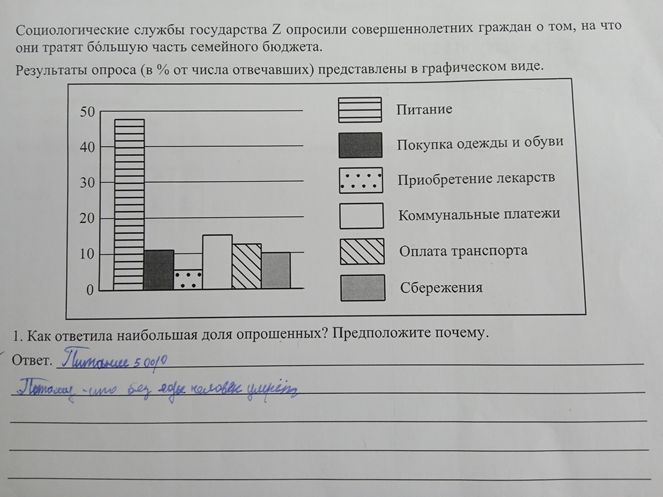 Социологические службы государства Z опросили совершеннолетних граждан о том, на что
они тратят бо́льшую часть семейного бюджета.
Результаты опроса (в % от числа отвечавших) представлены в графическом виде.
50
40
30
20
10
0
Питание
Покупка одежды и обуви
Приобретение лекарств
Коммунальные платежи
Оплата транспорта
Сбережения
1. Как ответила наибольшая доля опрошенных? Предположите почему.
Ответ. Питание 50%
Потому что без еды человек умрёт